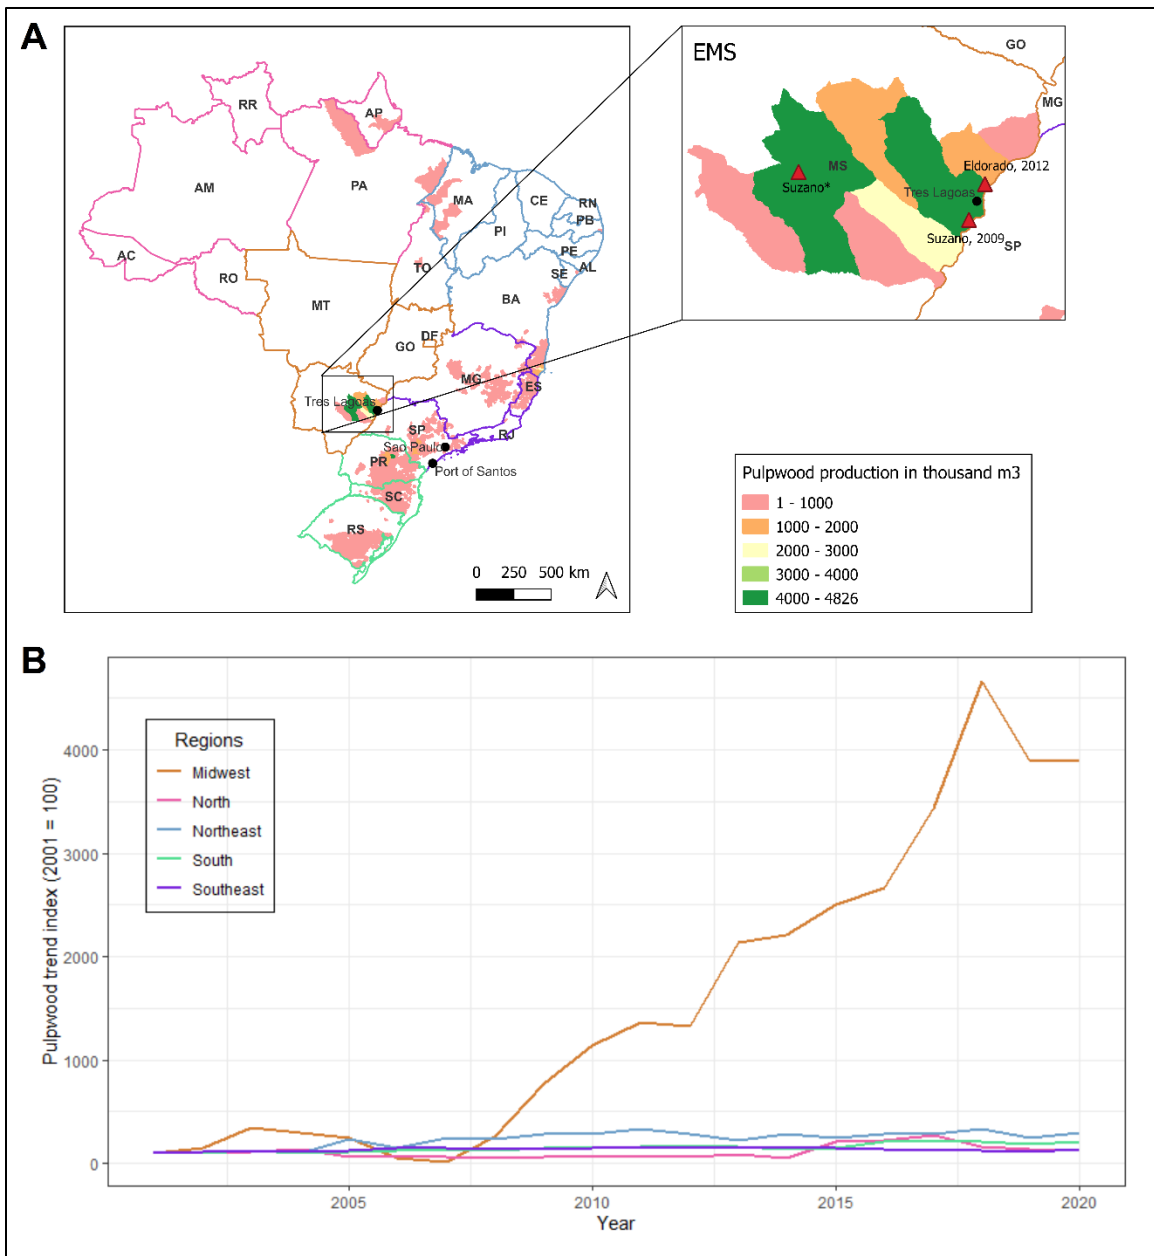 A
RR
AP
AM
PA
MA
CE
RN
PB
PI
PE
AL
SE
AC
RO
TO
BA
MT
DF
GO
MG
ES
Tres Lagoas
SP
RJ
Sao Paulo
PR
Port of Santos
SC
RS
0 250 500 km
EMS
GO
MG
MS
Eldorado, 2012
Suzano*
Tres Lagoas
Suzano, 2009
SP
Pulpwood production in thousand m3
1 - 1000
1000 - 2000
2000 - 3000
3000 - 4000
4000 - 4826
B
Regions
Midwest
North
Northeast
South
Southeast
Pulpwood trend index (2001 = 100)
4000
3000
2000
1000
0
2005 2010 2015 2020
Year